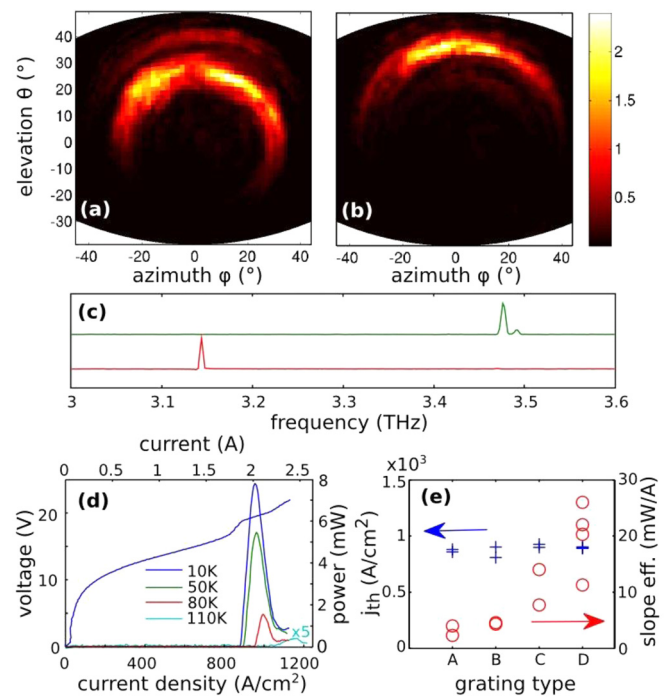 40
30
20
10
0
-10
-20
-30
elevation θ (°)
(a)
-40 -20 0 20 40
azimuth φ (°)
(b)
-40 -20 0 20 40
azimuth φ (°)
2
1.5
1
0.5
(c)
3 3.1 3.2 3.3 3.4 3.5 3.6
frequency (THz)
current (A)
0 0.5 1 1.5 2 2.5
(d)
voltage (V)
20
10
0
8
6
4
2
0
power (mW)
10K
50K
80K
110K
x5
0 400 800 1200
current density (A/cm²)
x10³
(e)
jth (A/cm²)
1.5
1
0.5
0
30
20
10
0
slope eff. (mW/A)
A B C D
grating type